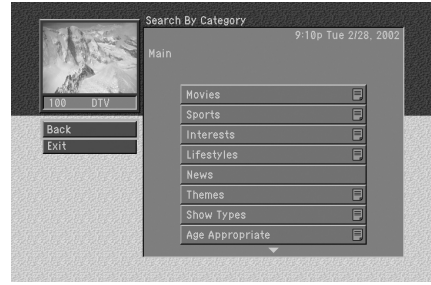 Search By Category
9:10p Tue 2/28, 2002
Main
100 DTV
Back
Exit
Movies
Sports
Interests
Lifestyles
News
Themes
Show Types
Age Appropriate